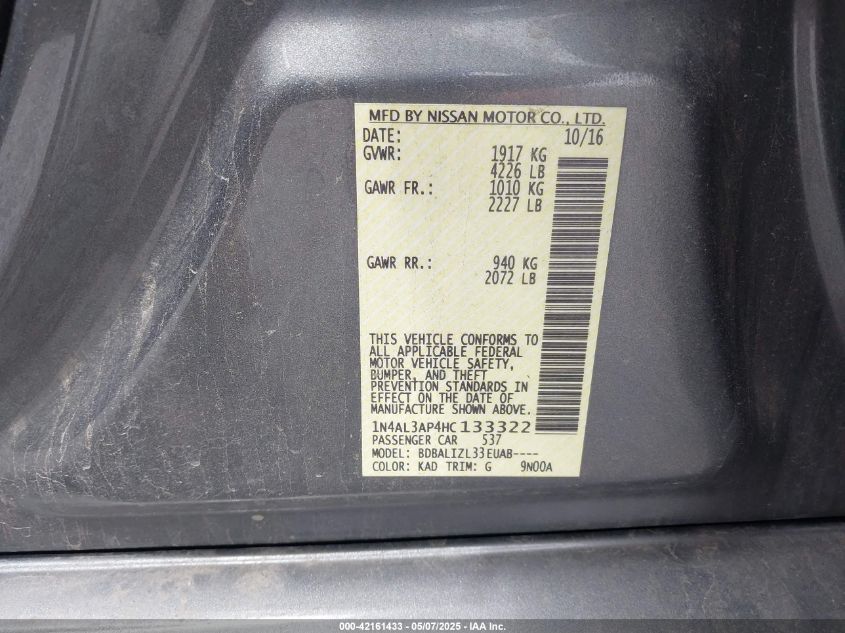 MFD BY NISSAN MOTOR CO., LTD.
DATE: 10/16
GVWR: 1917 KG
4226 LB
GAWR FR.: 1010 KG
2227 LB
GAWR RR.: 940 KG
2072 LB
THIS VEHICLE CONFORMS TO
ALL APPLICABLE FEDERAL
MOTOR VEHICLE SAFETY,
BUMPER, AND THEFT
PREVENTION STANDARDS IN
EFFECT ON THE DATE OF
MANUFACTURE SHOWN ABOVE.
1N4AL3AP4HC133322
PASSENGER CAR 537
MODEL: BDBALIZL33EUAB----
COLOR: KAD TRIM: G 9N00A
000-42161433 - 05/07/2025 - IAA Inc.